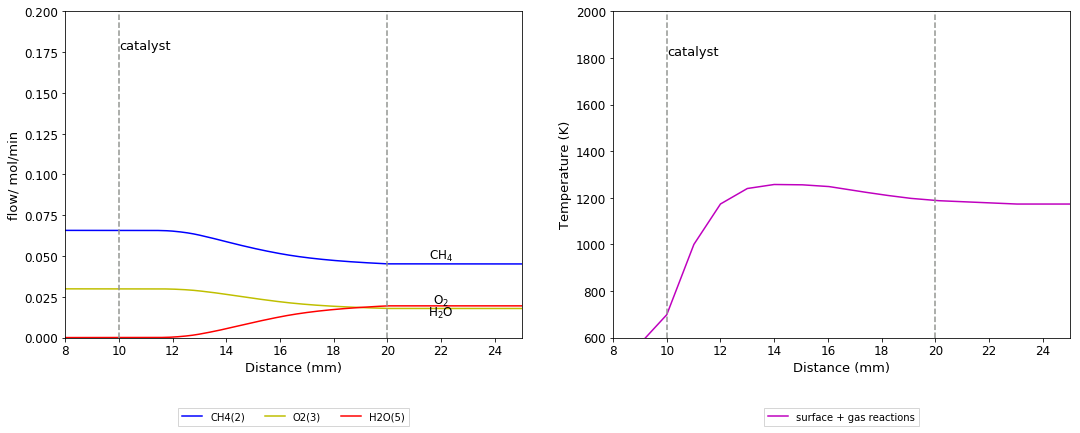 0.200
0.175
0.150
0.125
0.100
0.075
0.050
0.025
0.000
flow/ mol/min
catalyst
CH₄
O₂
H₂O
8 10 12 14 16 18 20 22 24
Distance (mm)
CH4(2) O2(3) H2O(5)
2000
1800
1600
1400
1200
1000
800
600
Temperature (K)
catalyst
8 10 12 14 16 18 20 22 24
Distance (mm)
surface + gas reactions